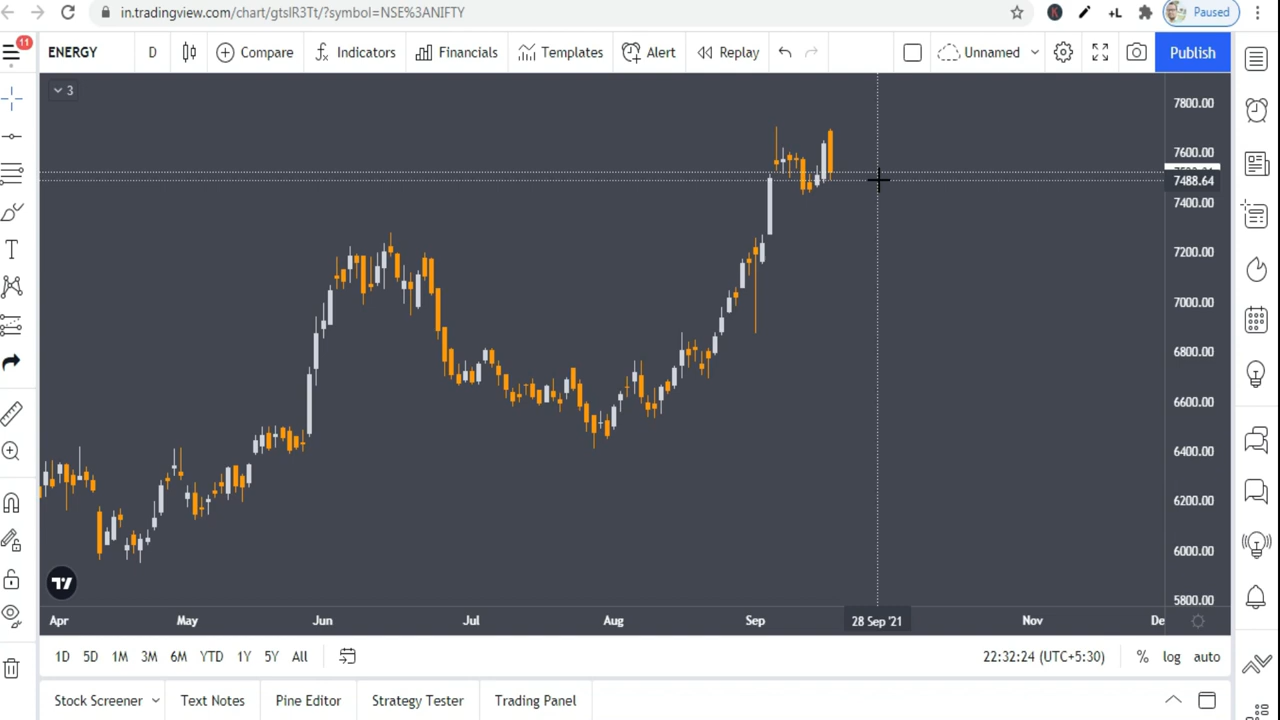 in.tradingview.com/chart/gtslR3Tt/?symbol=NSE%3ANIFTY
+L
Paused
11
ENERGY
D
Compare
Indicators
Financials
Templates
Alert
Replay
Unnamed
Publish
3
7800.00
7600.00
7488.64
7400.00
7200.00
7000.00
6800.00
6600.00
6400.00
6200.00
6000.00
5800.00
Apr May Jun Jul Aug Sep 28 Sep '21 Nov De
1D 5D 1M 3M 6M YTD 1Y 5Y All
22:32:24 (UTC+5:30) % log auto
Stock Screener Text Notes Pine Editor Strategy Tester Trading Panel